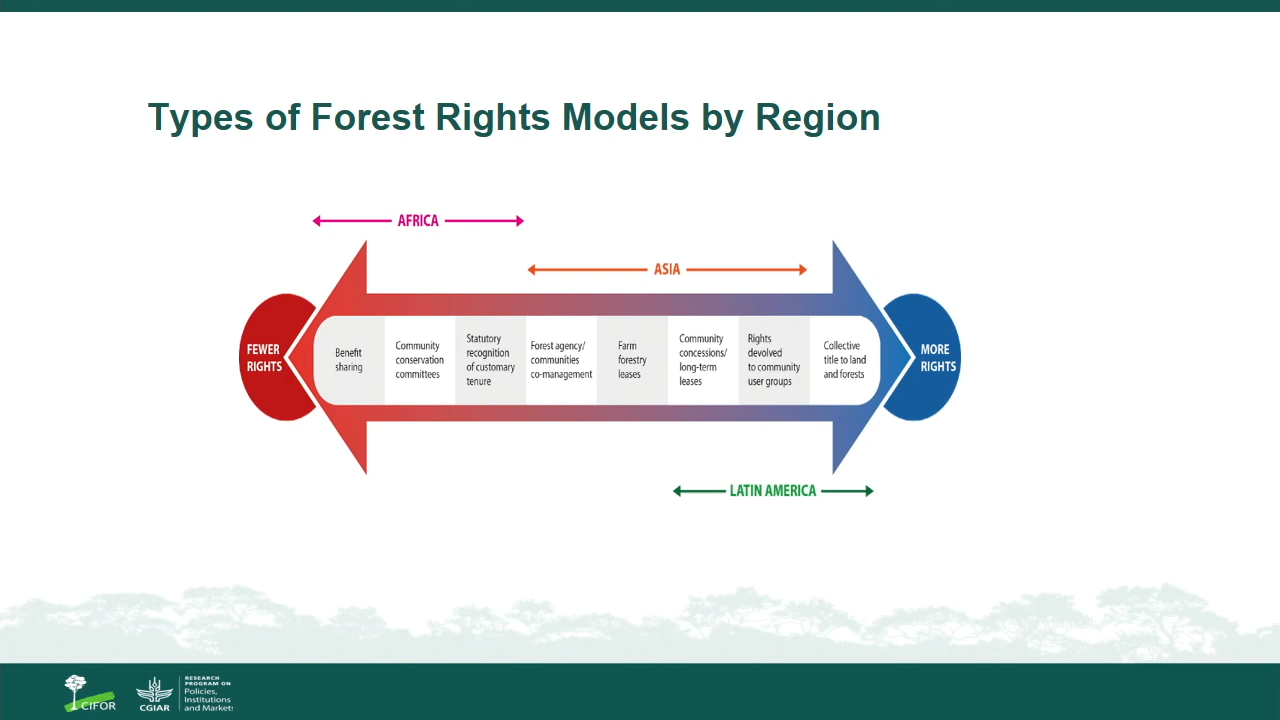 Types of Forest Rights Models by Region
AFRICA
ASIA
FEWER
RIGHTS
Benefit
sharing
Community
conservation
committees
Statutory
recognition
of customary
tenure
Forest agency/
communities
co-management
Farm
forestry
leases
Community
concessions/
long-term
leases
Rights
devolved
to community
user groups
Collective
title to land
and forests
MORE
RIGHTS
LATIN AMERICA
CIFOR
CGIAR
RESEARCH
PROGRAM ON
Policies,
Institutions
and Markets